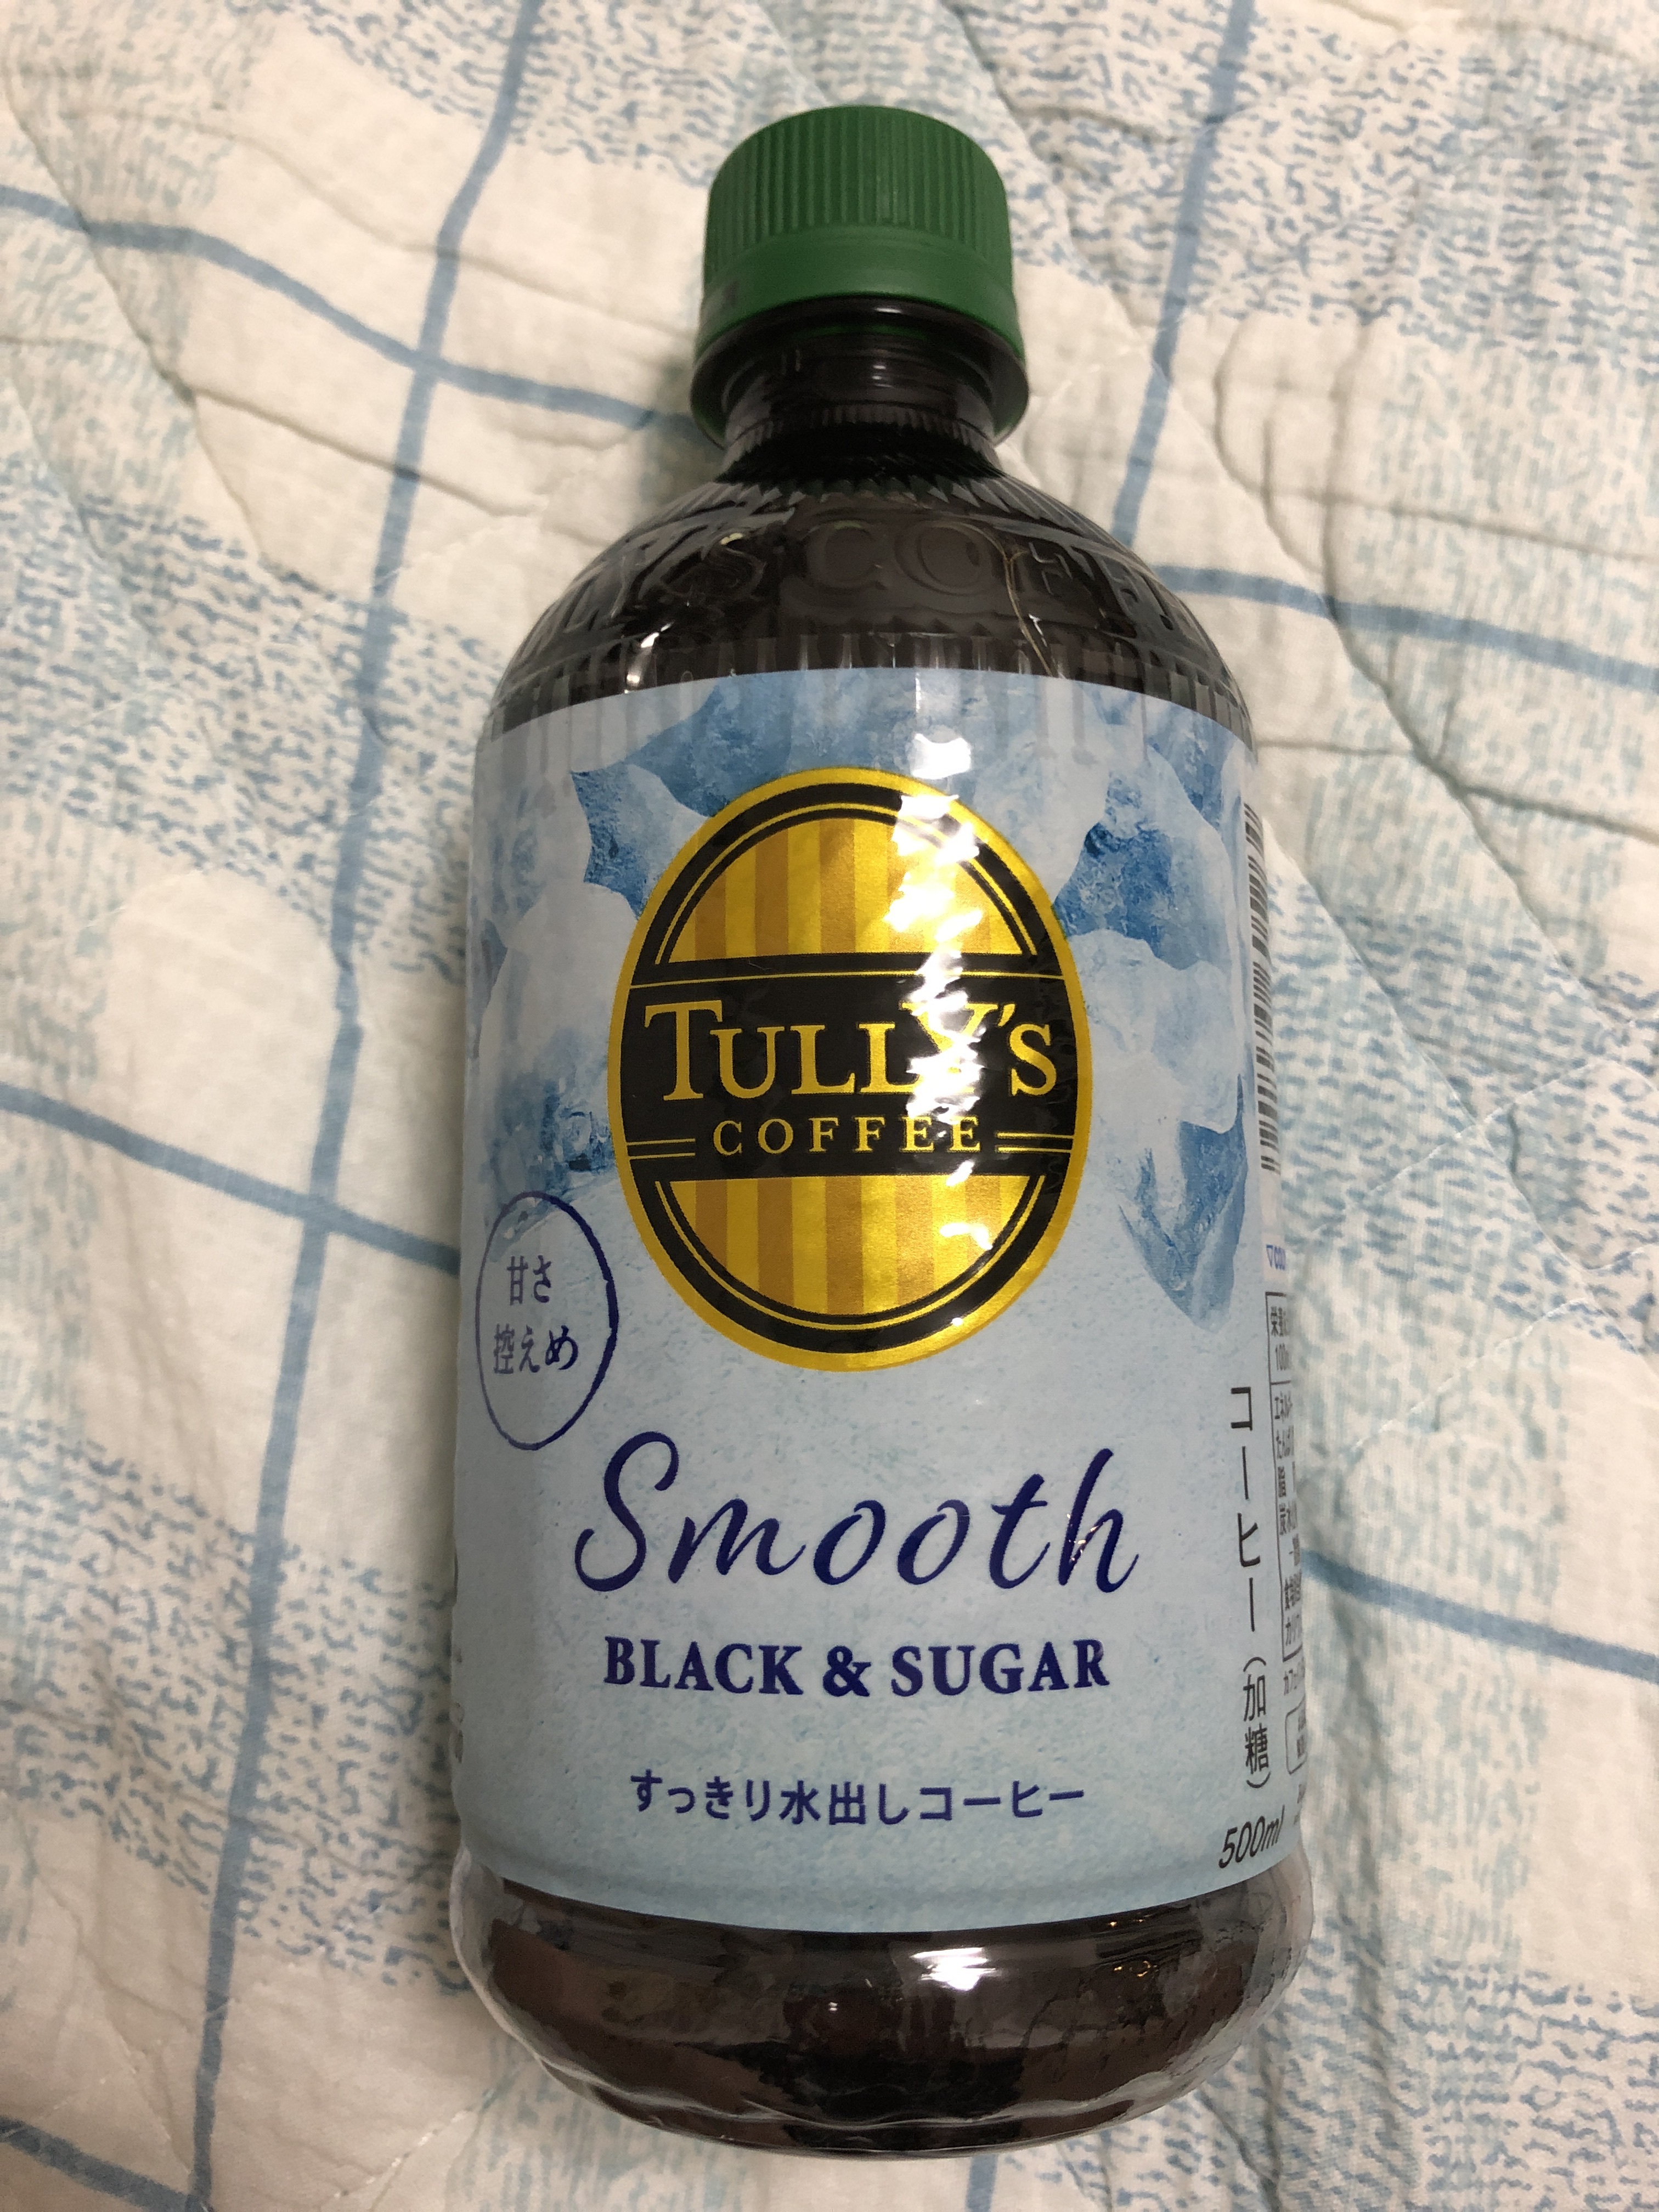 TULLY'S
COFFEE
甘さ
控えめ
Smooth
BLACK & SUGAR
すっきり水出しコーヒー
コーヒー(加糖)
500ml